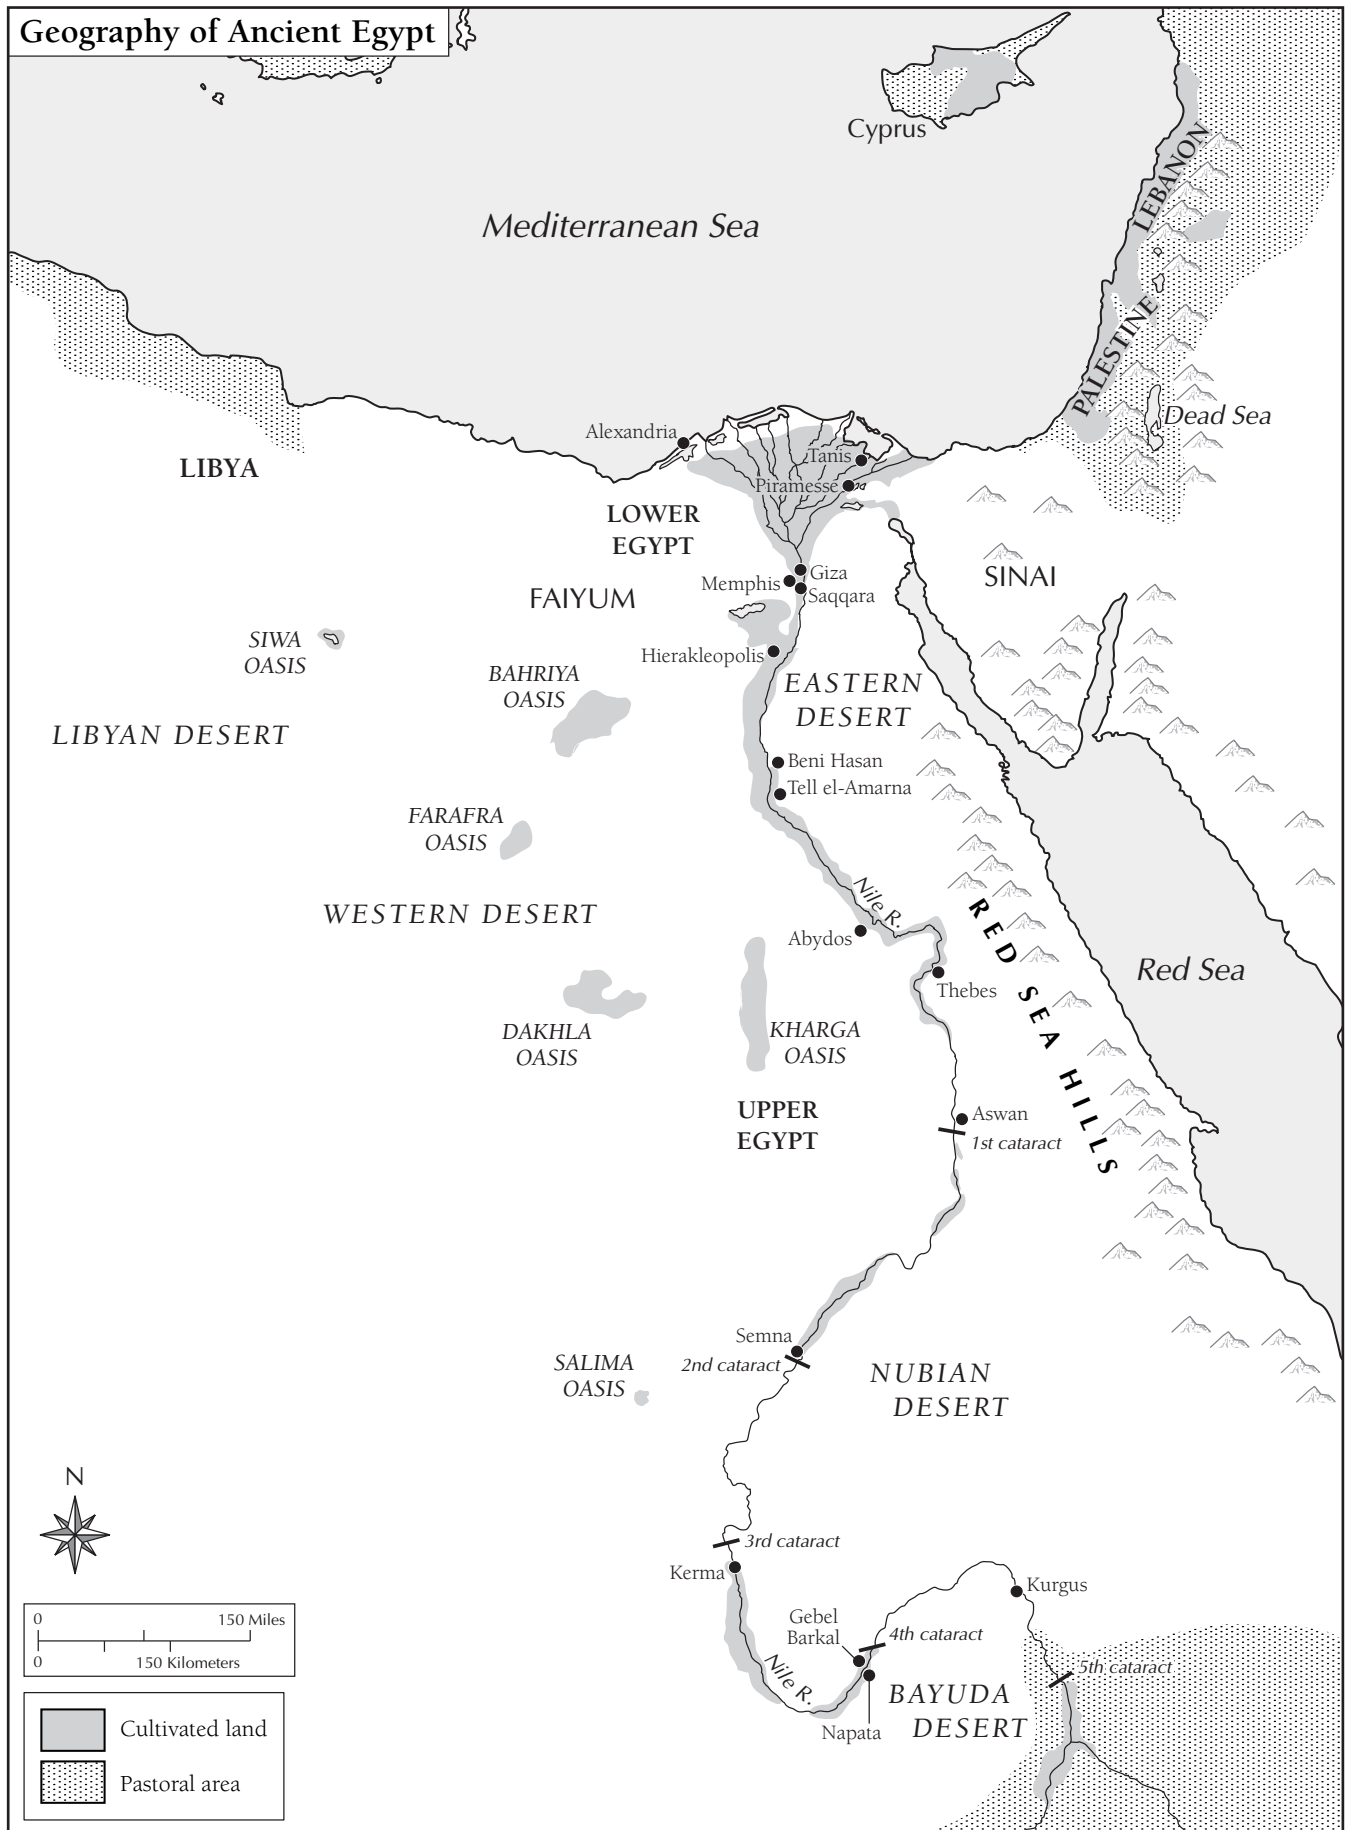 Geography of Ancient Egypt
Cyprus
Mediterranean Sea
LEBANON
PALESTINE
Dead Sea
Alexandria
Tanis
LIBYA
Piramesse
LOWER
EGYPT
Giza
SINAI
Memphis
Saqqara
FAIYUM
SIWA
OASIS
Hierakleopolis
BAHRIYA
OASIS
EASTERN
DESERT
LIBYAN DESERT
Beni Hasan
Tell el-Amarna
FARAFRA
OASIS
Nile R.
WESTERN DESERT
Abydos
RED SEA HILLS
Red Sea
Thebes
DAKHLA
OASIS
KHARGA
OASIS
UPPER
EGYPT
Aswan
1st cataract
Semna
2nd cataract
SALIMA
OASIS
NUBIAN
DESERT
N
3rd cataract
Kerma
Kurgus
Gebel
Barkal
4th cataract
Nile R.
5th cataract
BAYUDA
DESERT
Napata
0 150 Miles
0 150 Kilometers
Cultivated land
Pastoral area